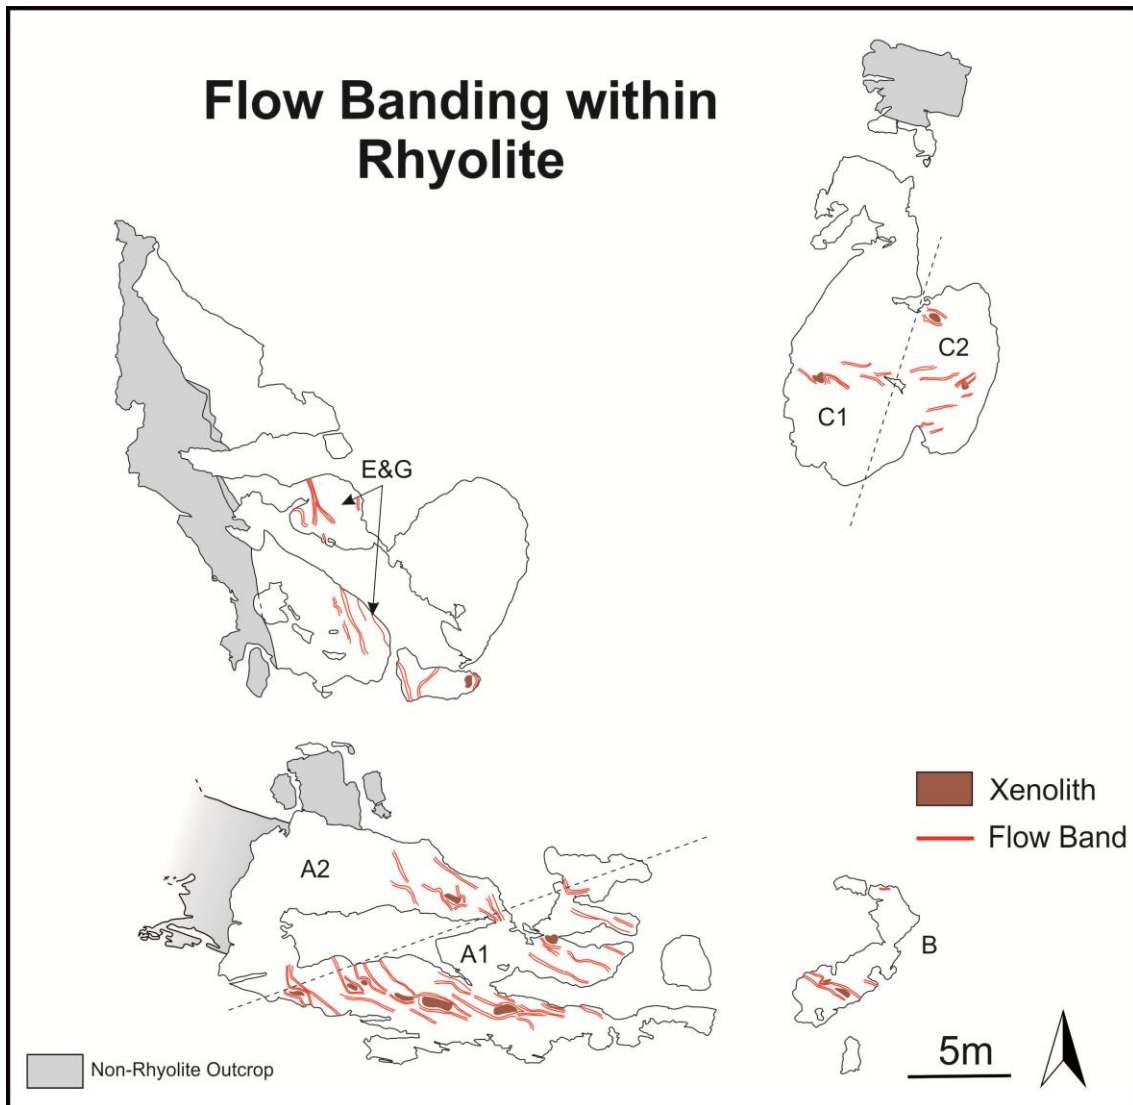 Flow Banding within
Rhyolite
C2
C1
E&G
Xenolith
Flow Band
A2
A1
B
5m
Non-Rhyolite Outcrop